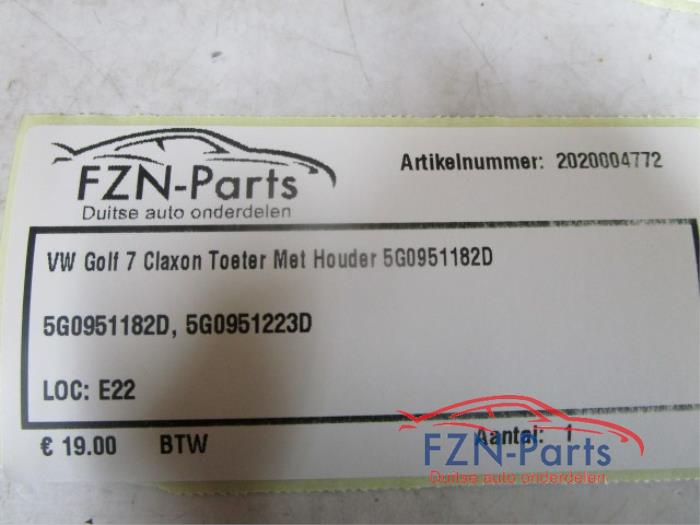 FZN-Parts
Duitse auto onderdelen
Artikelnummer: 2020004772
VW Golf 7 Claxon Toeter Met Houder 5G0951182D
5G0951182D, 5G0951223D
LOC: E22
€ 19.00 BTW Aantal: 1
FZN-Parts
Duitse auto onderdelen